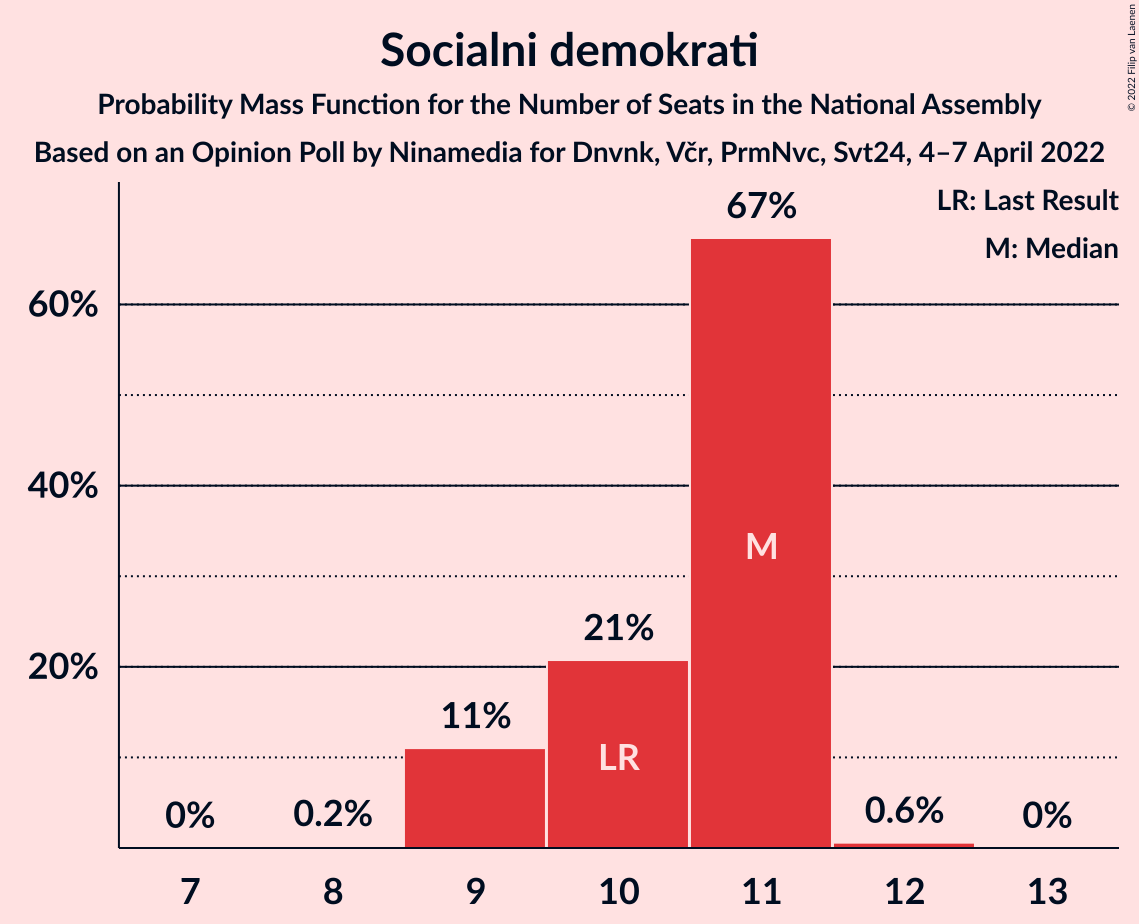 Socialni demokrati
Probability Mass Function for the Number of Seats in the National Assembly
Based on an Opinion Poll by Ninamedia for Dnvnk, Včr, PrmNvc, Svt24, 4–7 April 2022
© 2022 Filip van Laenen
LR: Last Result
M: Median
67%
60%
40%
M
21%
20%
11%
LR
0%
0.2%
0.6%
0%
7 8 9 10 11 12 13